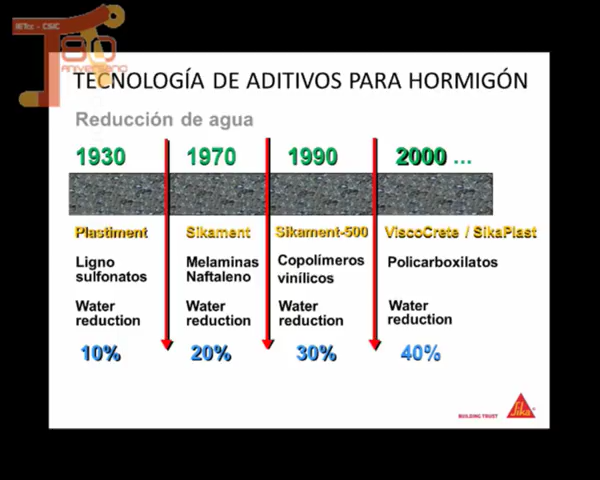 IETcc - CSIC
80
ANIVERSARIO
TECNOLOGÍA DE ADITIVOS PARA HORMIGÓN
Reducción de agua
1930 1970 1990 2000 ...
Plastiment Sikament Sikament-500 ViscoCrete / SikaPlast
Ligno
sulfonatos
Melaminas
Naftaleno
Copolímeros
vinílicos
Policarboxilatos
Water
reduction
Water
reduction
Water
reduction
Water
reduction
10% 20% 30% 40%
BUILDING TRUST
Sika